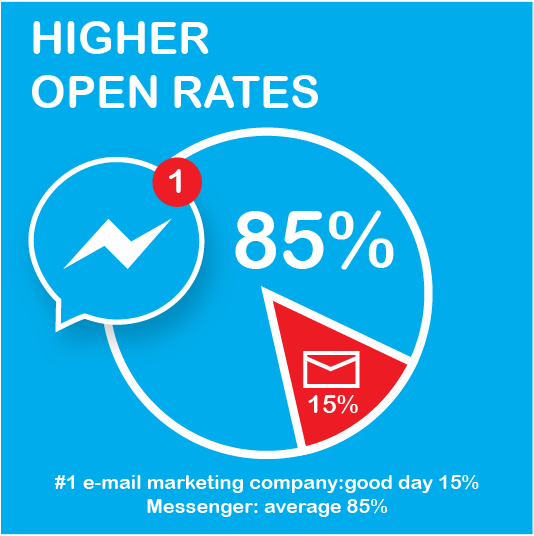 HIGHER
OPEN RATES
1
85%
15%
#1 e-mail marketing company:good day 15%
Messenger: average 85%